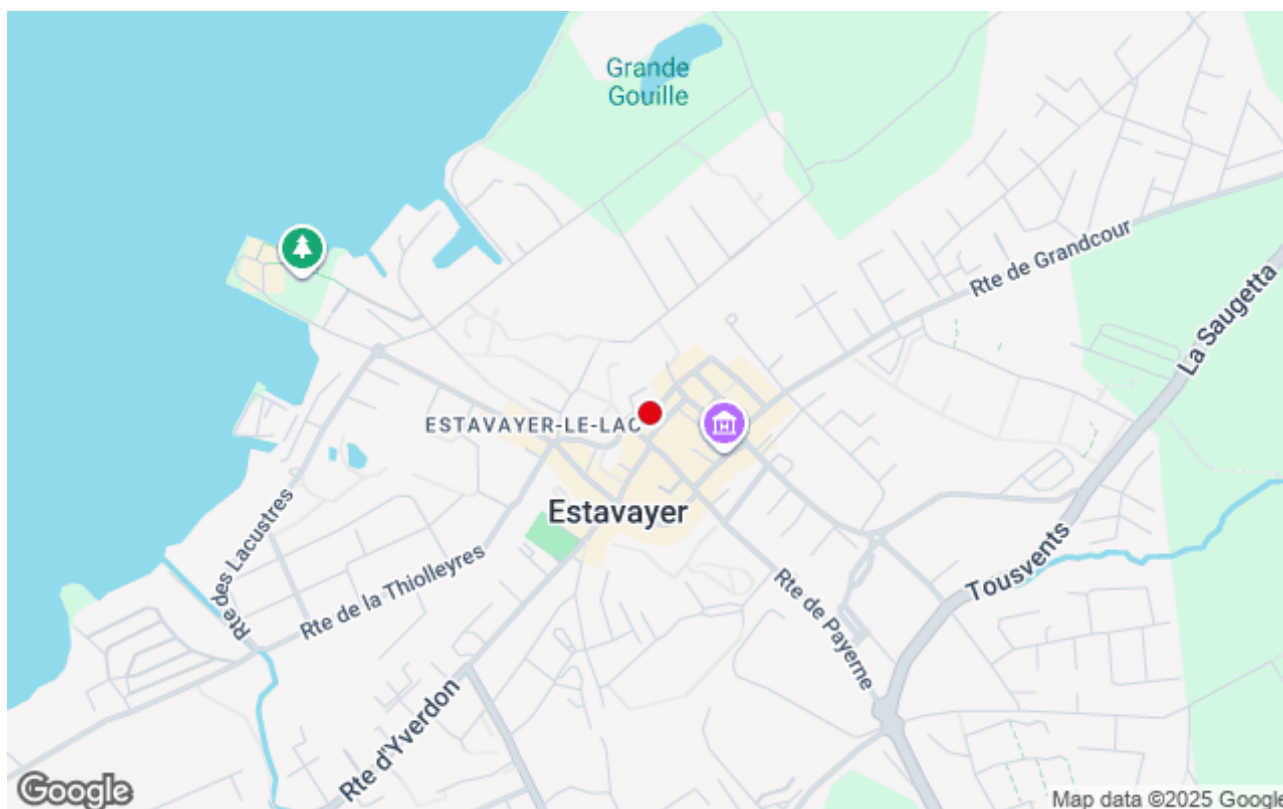 Grande
Gouille
Rte de Grandcour
La Saugetta
ESTAVAYER-LE-LAC
Estavayer
Rte des Lacustres
Rte de la Thiolleyres
Tousvents
Rte de Payerne
Rte d'Yverdon
H
Google
Map data ©2025 Google